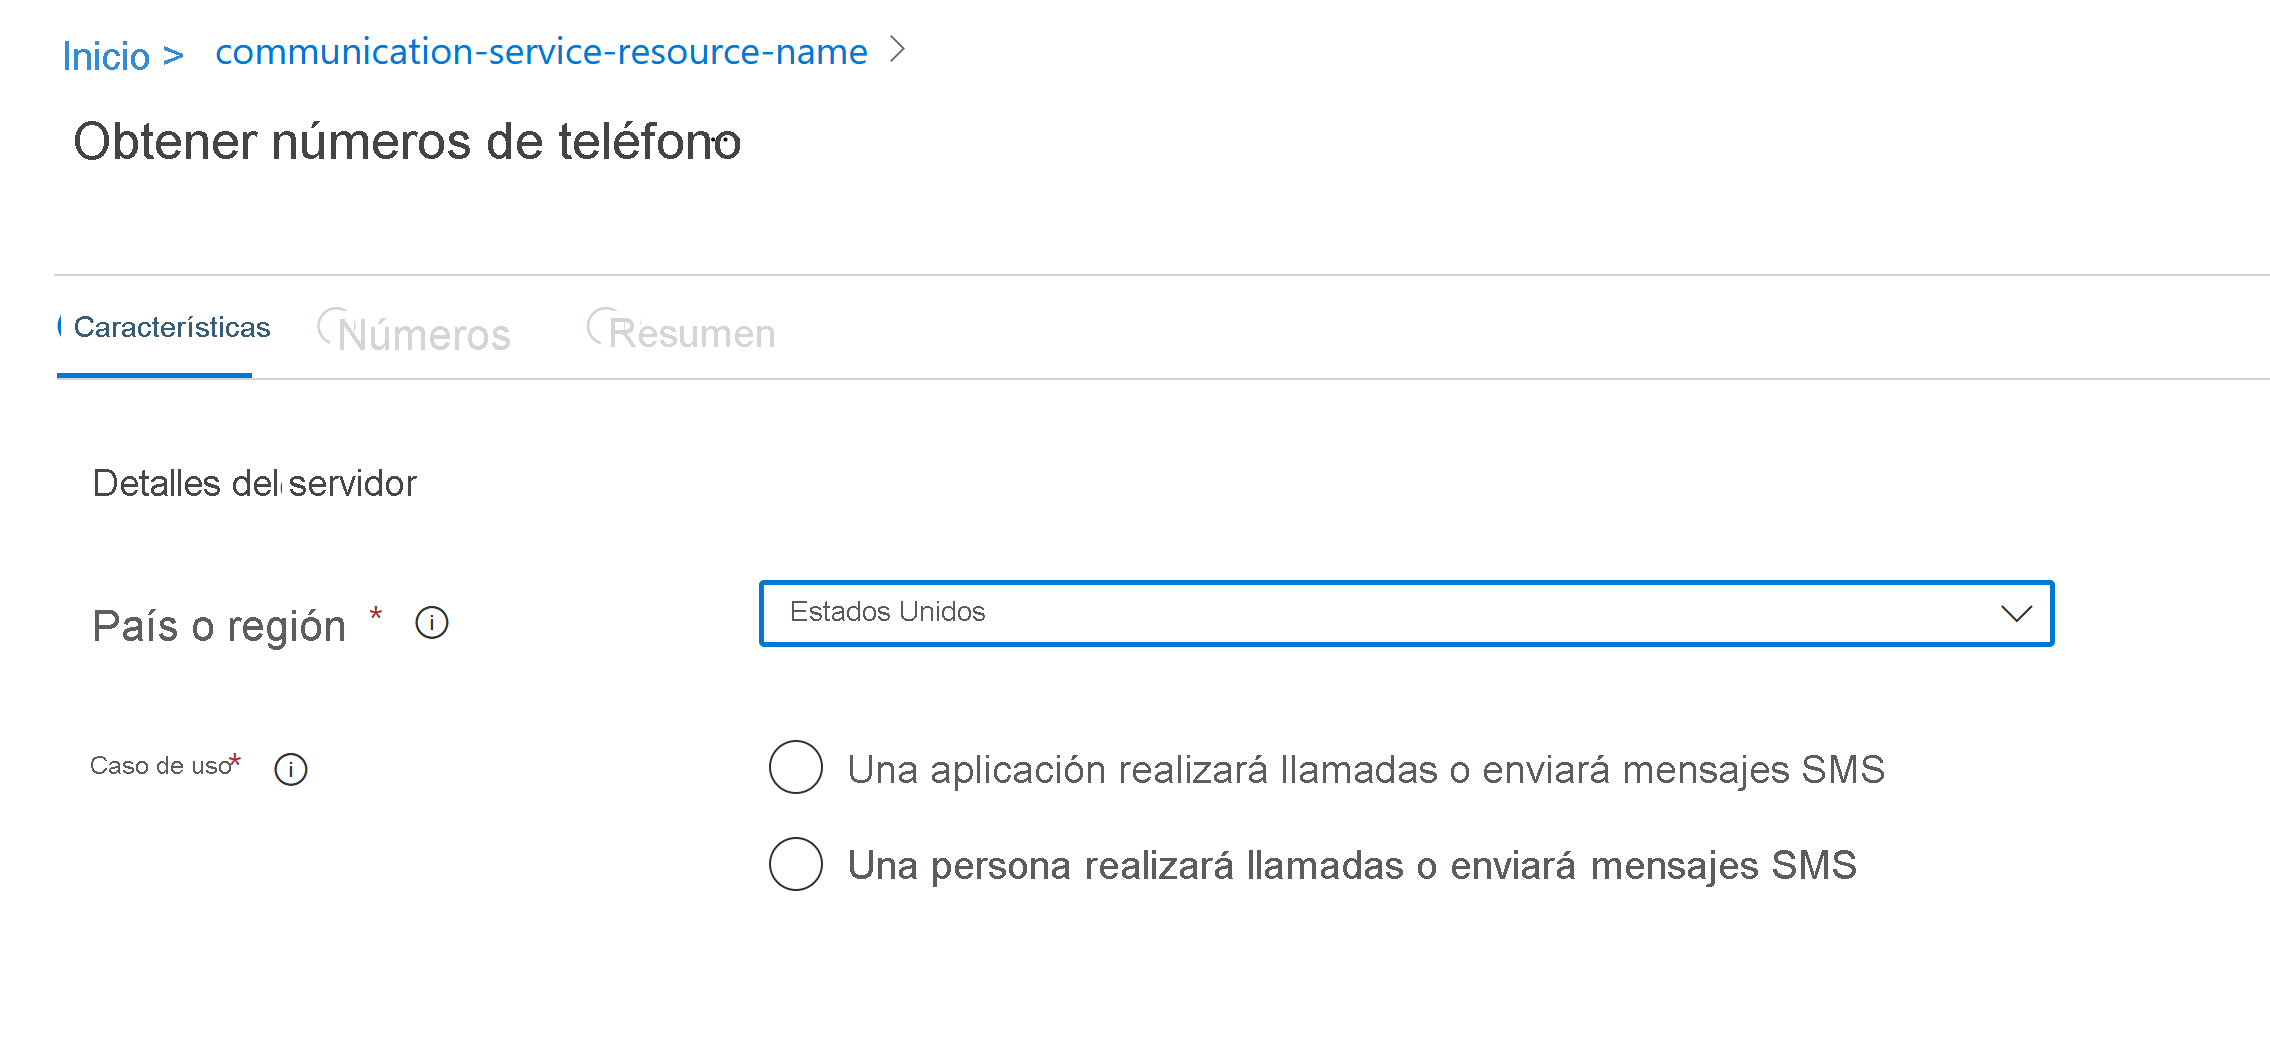 Inicio > communication-service-resource-name >
Obtener números de teléfono
Características Números Resumen
Detalles del servidor
País o región * Estados Unidos
Caso de uso* Una aplicación realizará llamadas o enviará mensajes SMS
Una persona realizará llamadas o enviará mensajes SMS